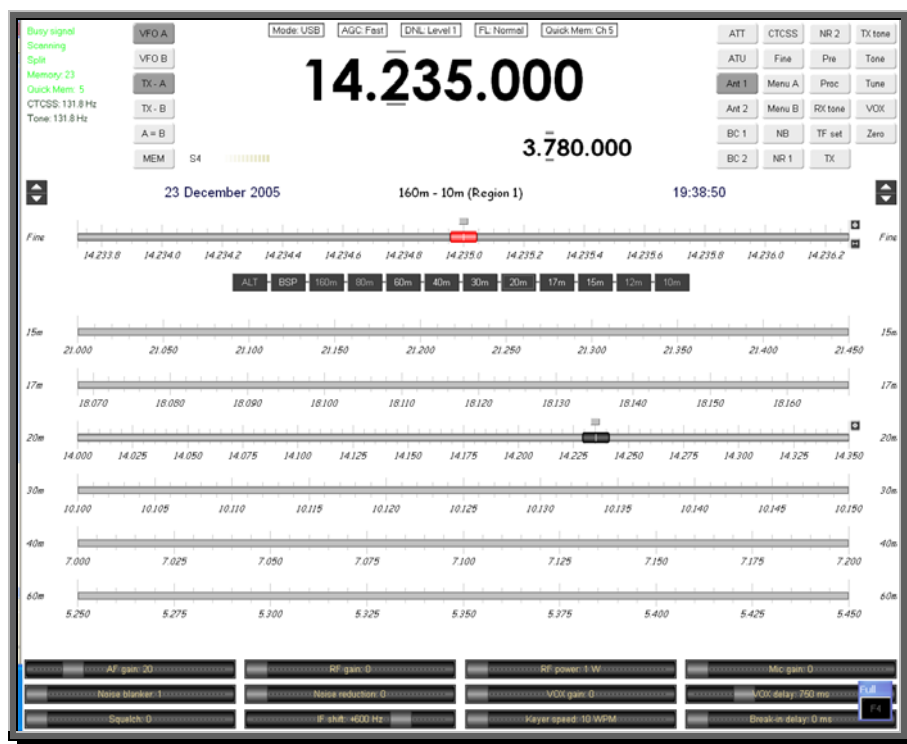 Busy signal
Scanning
Split
Memory: 23
Quick Mem: 5
CTCSS: 131.8 Hz
Tone: 131.8 Hz
VFO A
VFO B
TX - A
TX - B
A = B
MEM
S4
Mode: USB AGC: Fast DNL: Level 1 FL: Normal Quick Mem: Ch 5
14.235.000
3.780.000
ATT CTCSS NR 2 TX tone
ATU Fine Pre Tone
Ant 1 Menu A Proc Tune
Ant 2 Menu B RX tone VOX
BC 1 NB TF set Zero
BC 2 NR 1 TX
23 December 2005 160m - 10m (Region 1) 19:38:50
Fine Fine
14.233.8 14.234.0 14.234.2 14.234.4 14.234.6 14.234.8 14.235.0 14.235.2 14.235.4 14.235.6 14.235.8 14.236.0 14.236.2
ALT BSP 160m 80m 60m 40m 30m 20m 17m 15m 12m 10m
15m 15m
21.000 21.050 21.100 21.150 21.200 21.250 21.300 21.350 21.400 21.450
17m 17m
18.070 18.080 18.090 18.100 18.110 18.120 18.130 18.140 18.150 18.160
20m 20m
14.000 14.025 14.050 14.075 14.100 14.125 14.150 14.175 14.200 14.225 14.250 14.275 14.300 14.325 14.350
30m 30m
10.100 10.105 10.110 10.115 10.120 10.125 10.130 10.135 10.140 10.145 10.150
40m 40m
7.000 7.025 7.050 7.075 7.100 7.125 7.150 7.175 7.200
60m 60m
5.250 5.275 5.300 5.325 5.350 5.375 5.400 5.425 5.450
AF gain: 20 RF gain: 0 RF power: 1 W Mic gain: 0
Noise blanker: 1 Noise reduction: 0 VOX gain: 0 VOX delay: 750 ms
Squelch: 0 IF shift: +600 Hz Kayer speed: 10 WPM Break-in delay: 0 ms
Full
F4